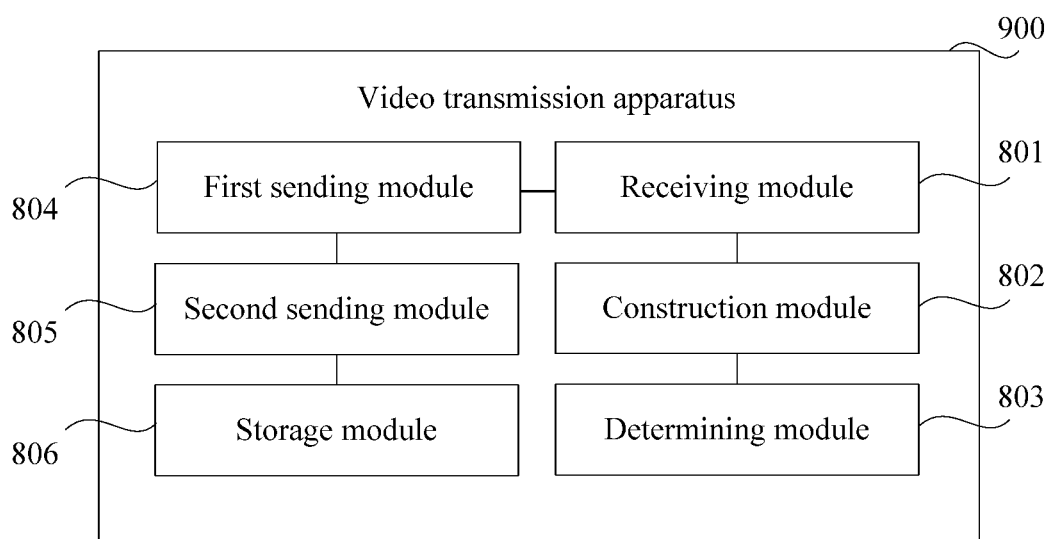 900
Video transmission apparatus
801
First sending module
Receiving module
804
802
Second sending module
Construction module
805
803
Storage module
Determining module
806